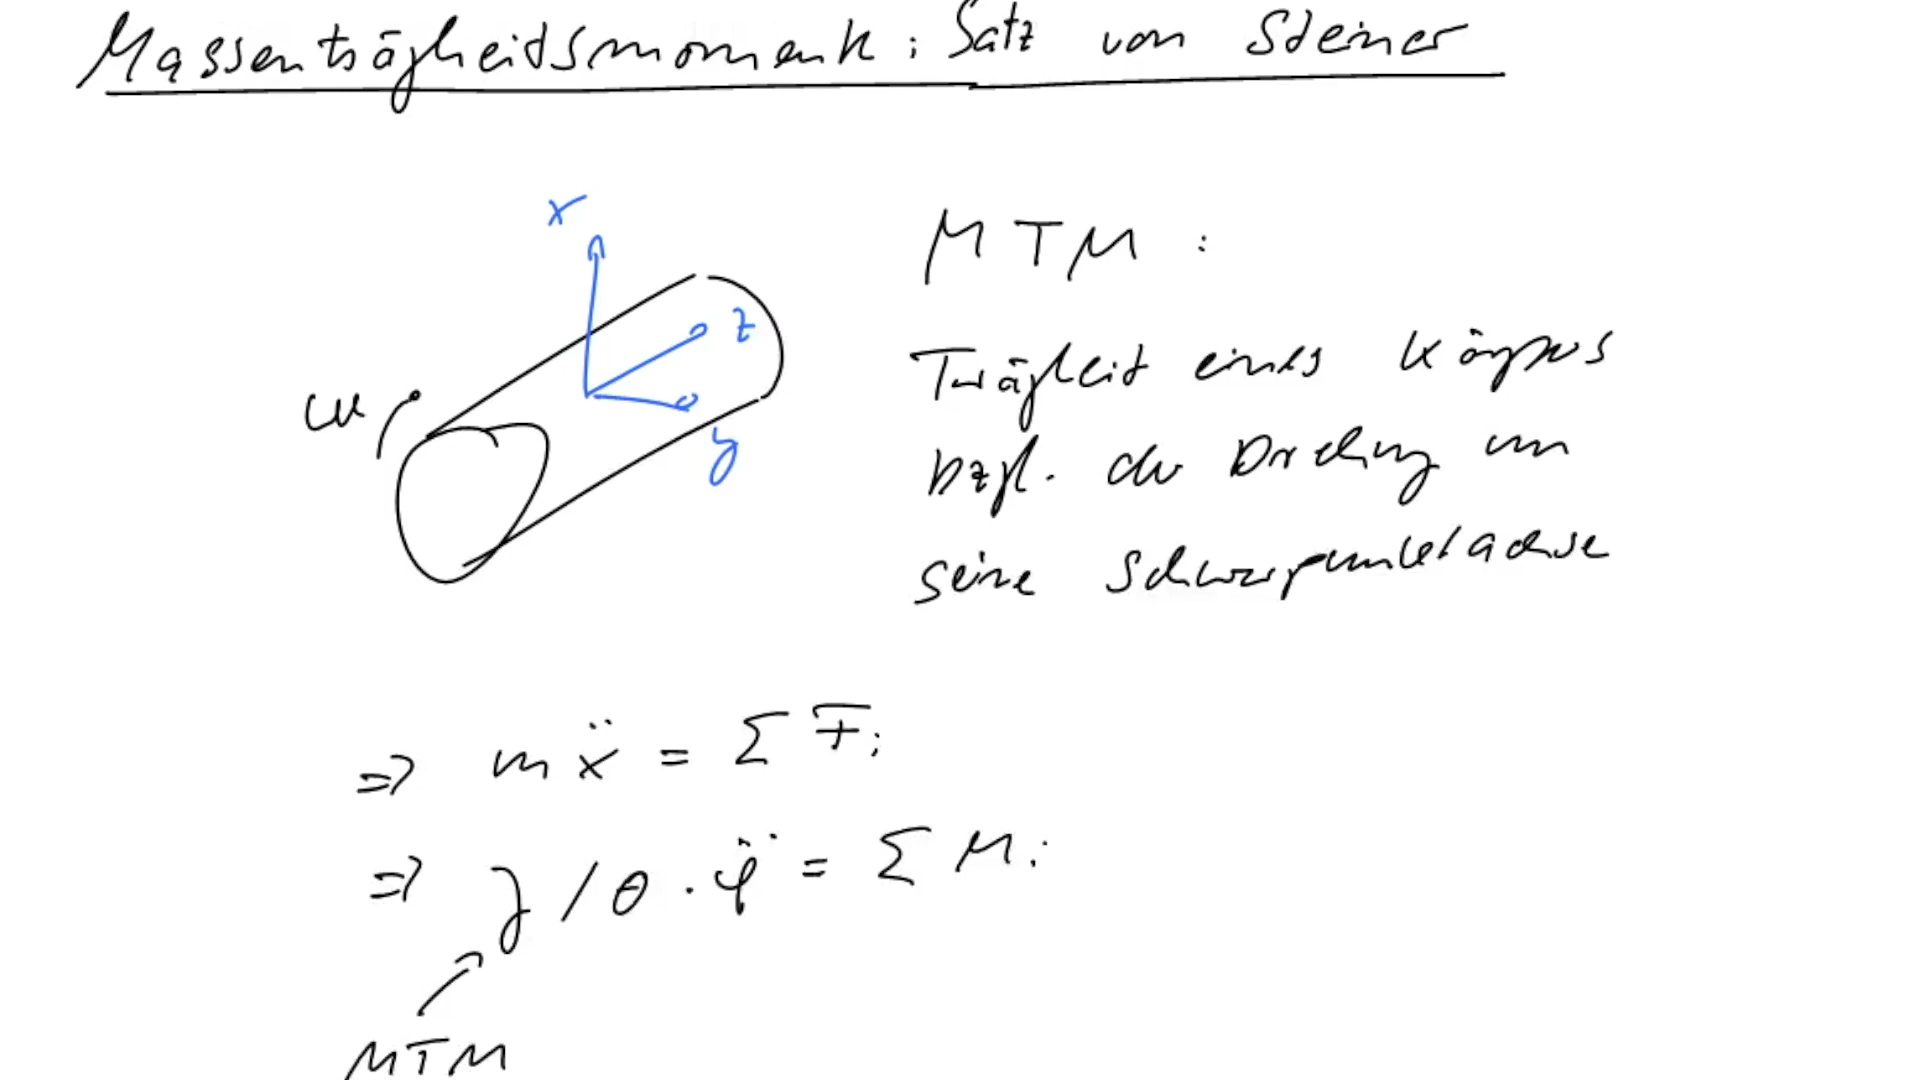 Massenträgheitsmoment: Satz von Steiner
x
z
y
ω
MTM:
Trägheit eines Körpers
bzgl. der Drehung um
seine Schwerpunktachse
=> m ẍ = Σ Fi
=> J / θ · φ̈ = Σ Mi
MTM